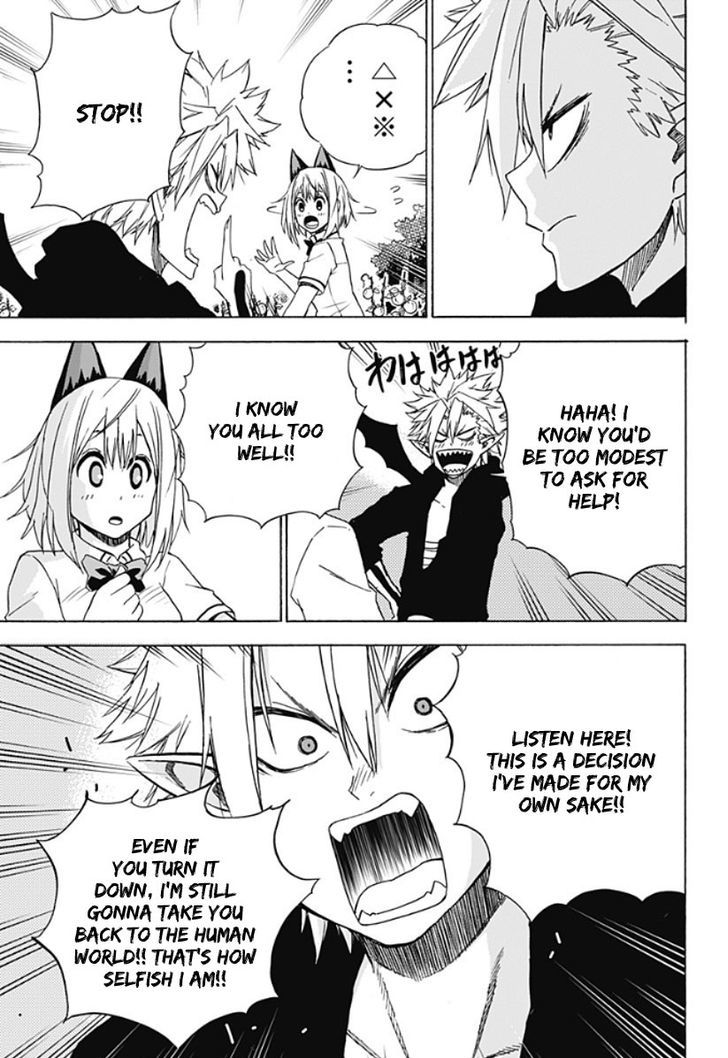 △
×
※
…
STOP!!
わはははは
HAHA! I
KNOW YOU'D
BE TOO MODEST
TO ASK FOR
HELP!
I KNOW
YOU ALL TOO
WELL!!
LISTEN HERE!
THIS IS A DECISION
I'VE MADE FOR MY
OWN SAKE!!
EVEN IF
YOU TURN IT
DOWN, I'M STILL
GONNA TAKE YOU
BACK TO THE HUMAN
WORLD!! THAT'S HOW
SELFISH I AM!!